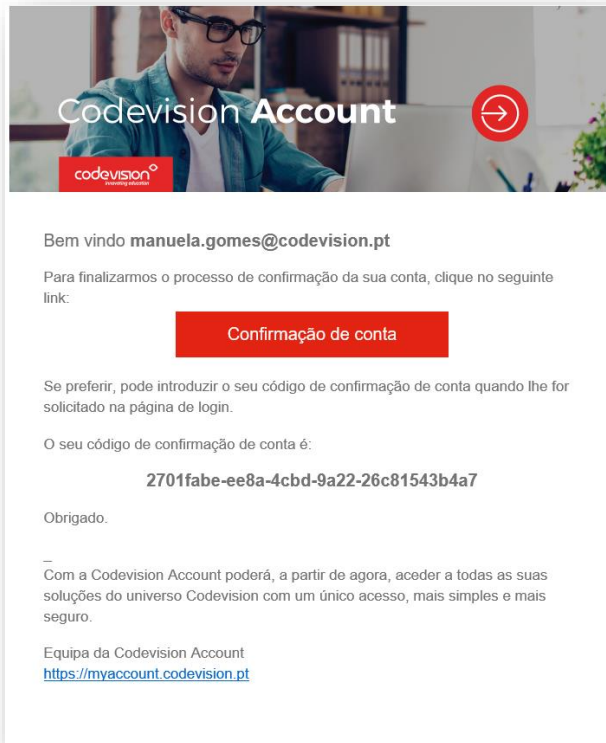 Codevision Account
codevision
innovating education
Bem vindo manuela.gomes@codevision.pt
Para finalizarmos o processo de confirmação da sua conta, clique no seguinte
link:
Confirmação de conta
Se preferir, pode introduzir o seu código de confirmação de conta quando lhe for
solicitado na página de login.
O seu código de confirmação de conta é:
2701fabe-ee8a-4cbd-9a22-26c81543b4a7
Obrigado.
_
Com a Codevision Account poderá, a partir de agora, aceder a todas as suas
soluções do universo Codevision com um único acesso, mais simples e mais
seguro.
Equipa da Codevision Account
https://myaccount.codevision.pt